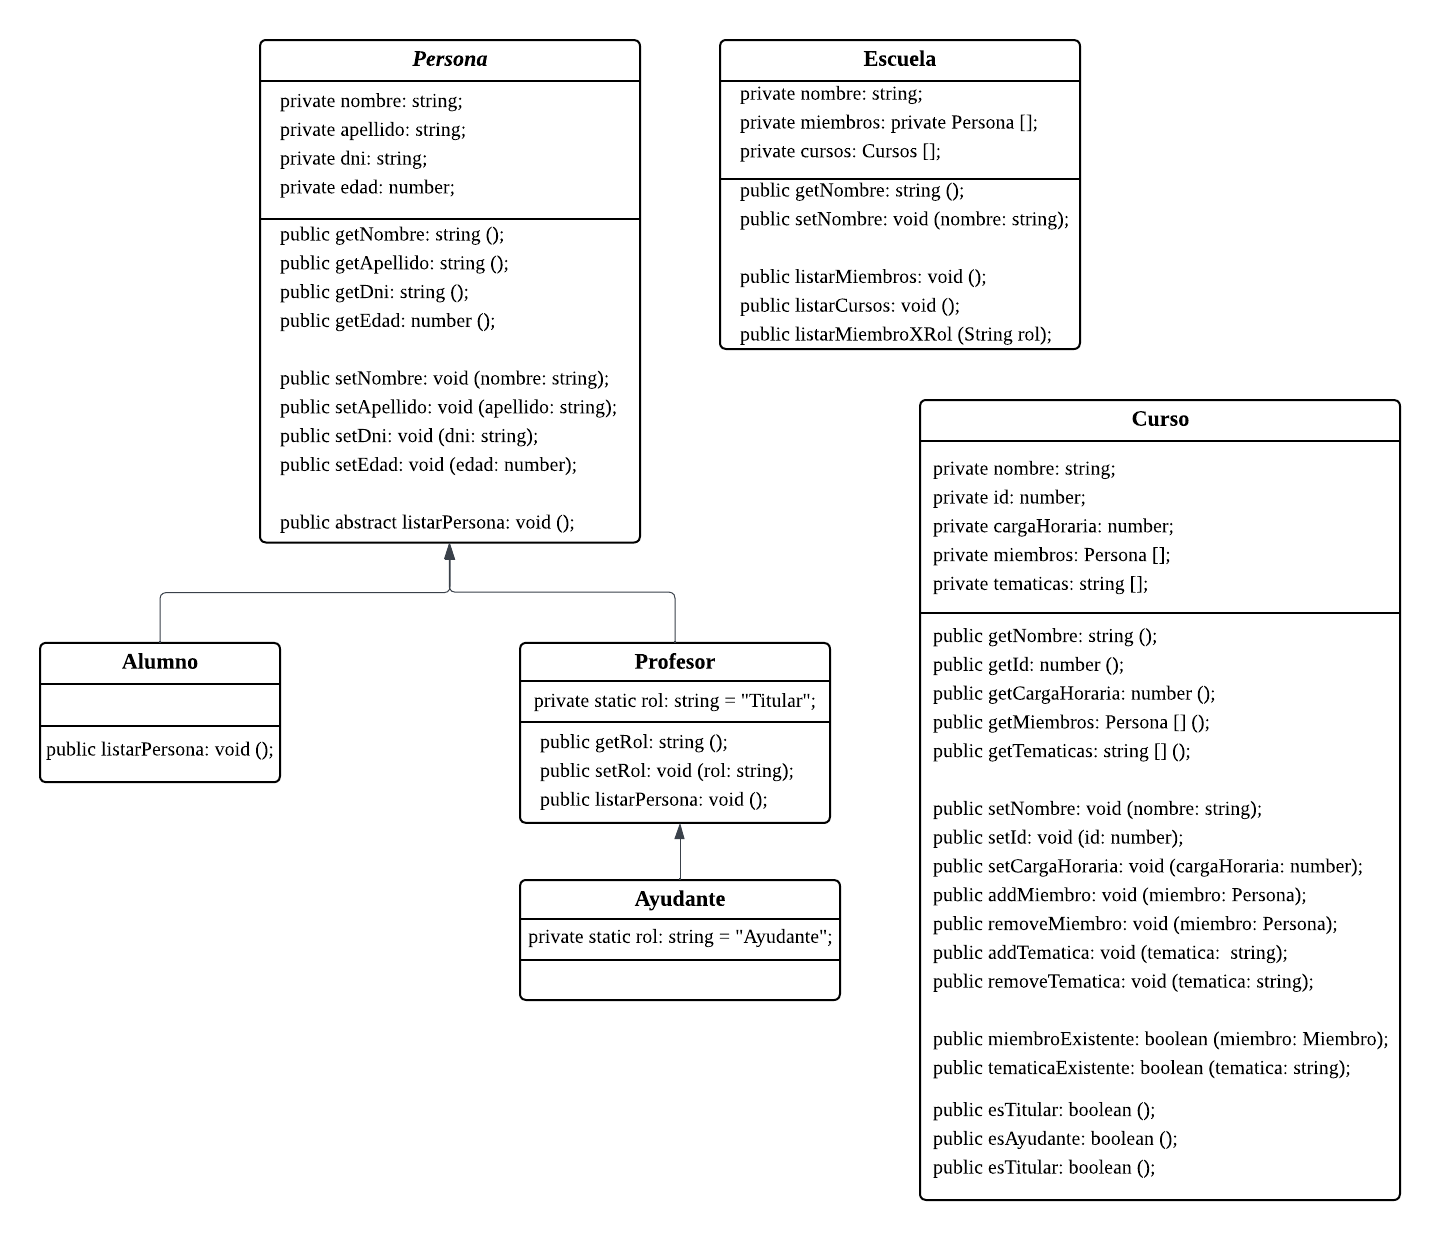 Persona
private nombre: string;
private apellido: string;
private dni: string;
private edad: number;
public getNombre: string ();
public getApellido: string ();
public getDni: string ();
public getEdad: number ();
public setNombre: void (nombre: string);
public setApellido: void (apellido: string);
public setDni: void (dni: string);
public setEdad: void (edad: number);
public abstract listarPersona: void ();
Escuela
private nombre: string;
private miembros: private Persona [];
private cursos: Cursos [];
public getNombre: string ();
public setNombre: void (nombre: string);
public listarMiembros: void ();
public listarCursos: void ();
public listarMiembroXRol (String rol);
Curso
private nombre: string;
private id: number;
private cargaHoraria: number;
private miembros: Persona [];
private tematicas: string [];
public getNombre: string ();
public getId: number ();
public getCargaHoraria: number ();
public getMiembros: Persona [] ();
public getTematicas: string [] ();
public setNombre: void (nombre: string);
public setId: void (id: number);
public setCargaHoraria: void (cargaHoraria: number);
public addMiembro: void (miembro: Persona);
public removeMiembro: void (miembro: Persona);
public addTematica: void (tematica:  string);
public removeTematica: void (tematica: string);
public miembroExistente: boolean (miembro: Miembro);
public tematicaExistente: boolean (tematica: string);
public esTitular: boolean ();
public esAyudante: boolean ();
public esTitular: boolean ();
Alumno
public listarPersona: void ();
Profesor
private static rol: string = "Titular";
public getRol: string ();
public setRol: void (rol: string);
public listarPersona: void ();
Ayudante
private static rol: string = "Ayudante";